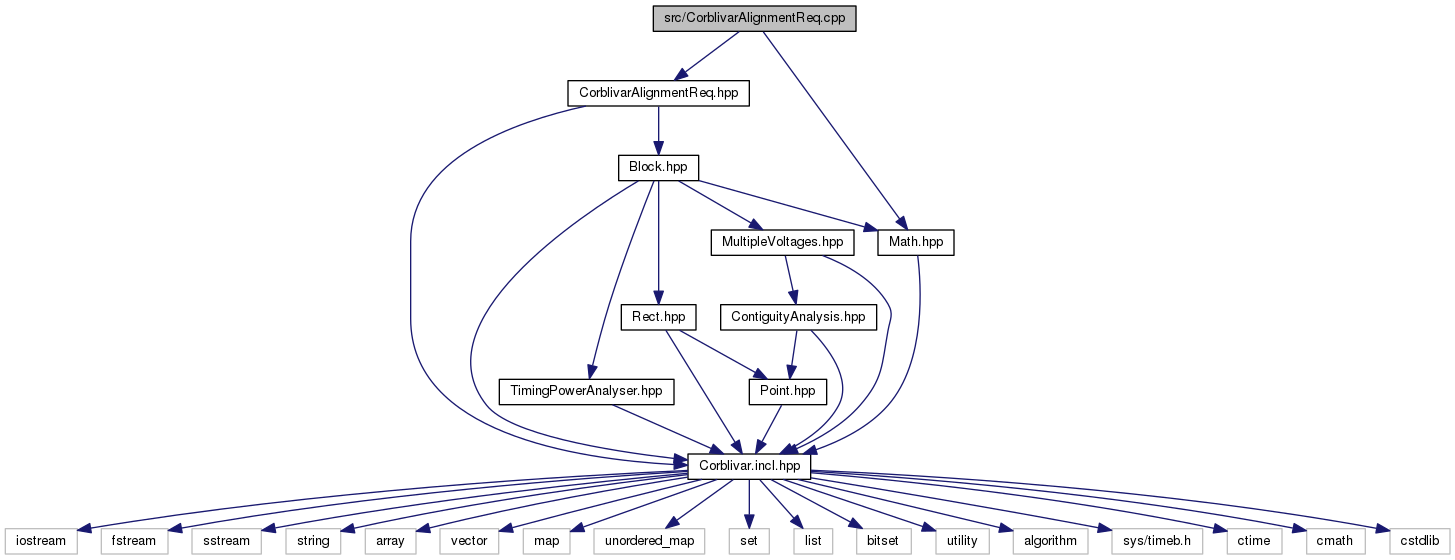 src/CorblivarAlignmentReq.cpp
CorblivarAlignmentReq.hpp
Block.hpp
MultipleVoltages.hpp
Math.hpp
Rect.hpp
ContiguityAnalysis.hpp
TimingPowerAnalyser.hpp
Point.hpp
Corblivar.incl.hpp
iostream
fstream
sstream
string
array
vector
map
unordered_map
set
list
bitset
utility
algorithm
sys/timeb.h
ctime
cmath
cstdlib